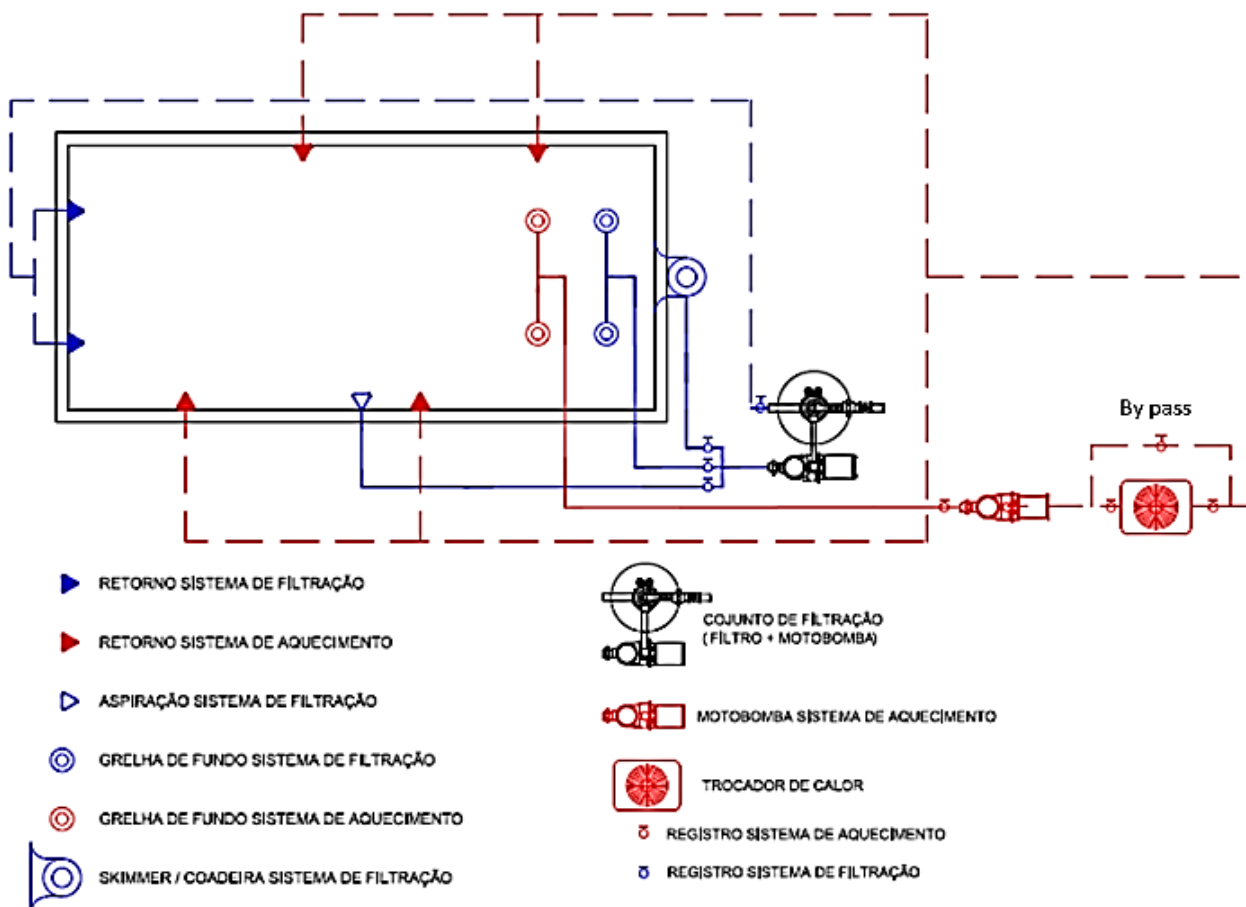 By pass
RETORNO SISTEMA DE FILTRAÇÃO
RETORNO SISTEMA DE AQUECIMENTO
ASPIRAÇÃO SISTEMA DE FILTRAÇÃO
GRELHA DE FUNDO SISTEMA DE FILTRAÇÃO
GRELHA DE FUNDO SISTEMA DE AQUECIMENTO
SKIMMER / COADEIRA SISTEMA DE FILTRAÇÃO
COJUNTO DE FILTRAÇÃO
( FILTRO + MOTOBOMBA)
MOTOBOMBA SISTEMA DE AQUECIMENTO
TROCADOR DE CALOR
REGISTRO SISTEMA DE AQUECIMENTO
REGISTRO SISTEMA DE FILTRAÇÃO